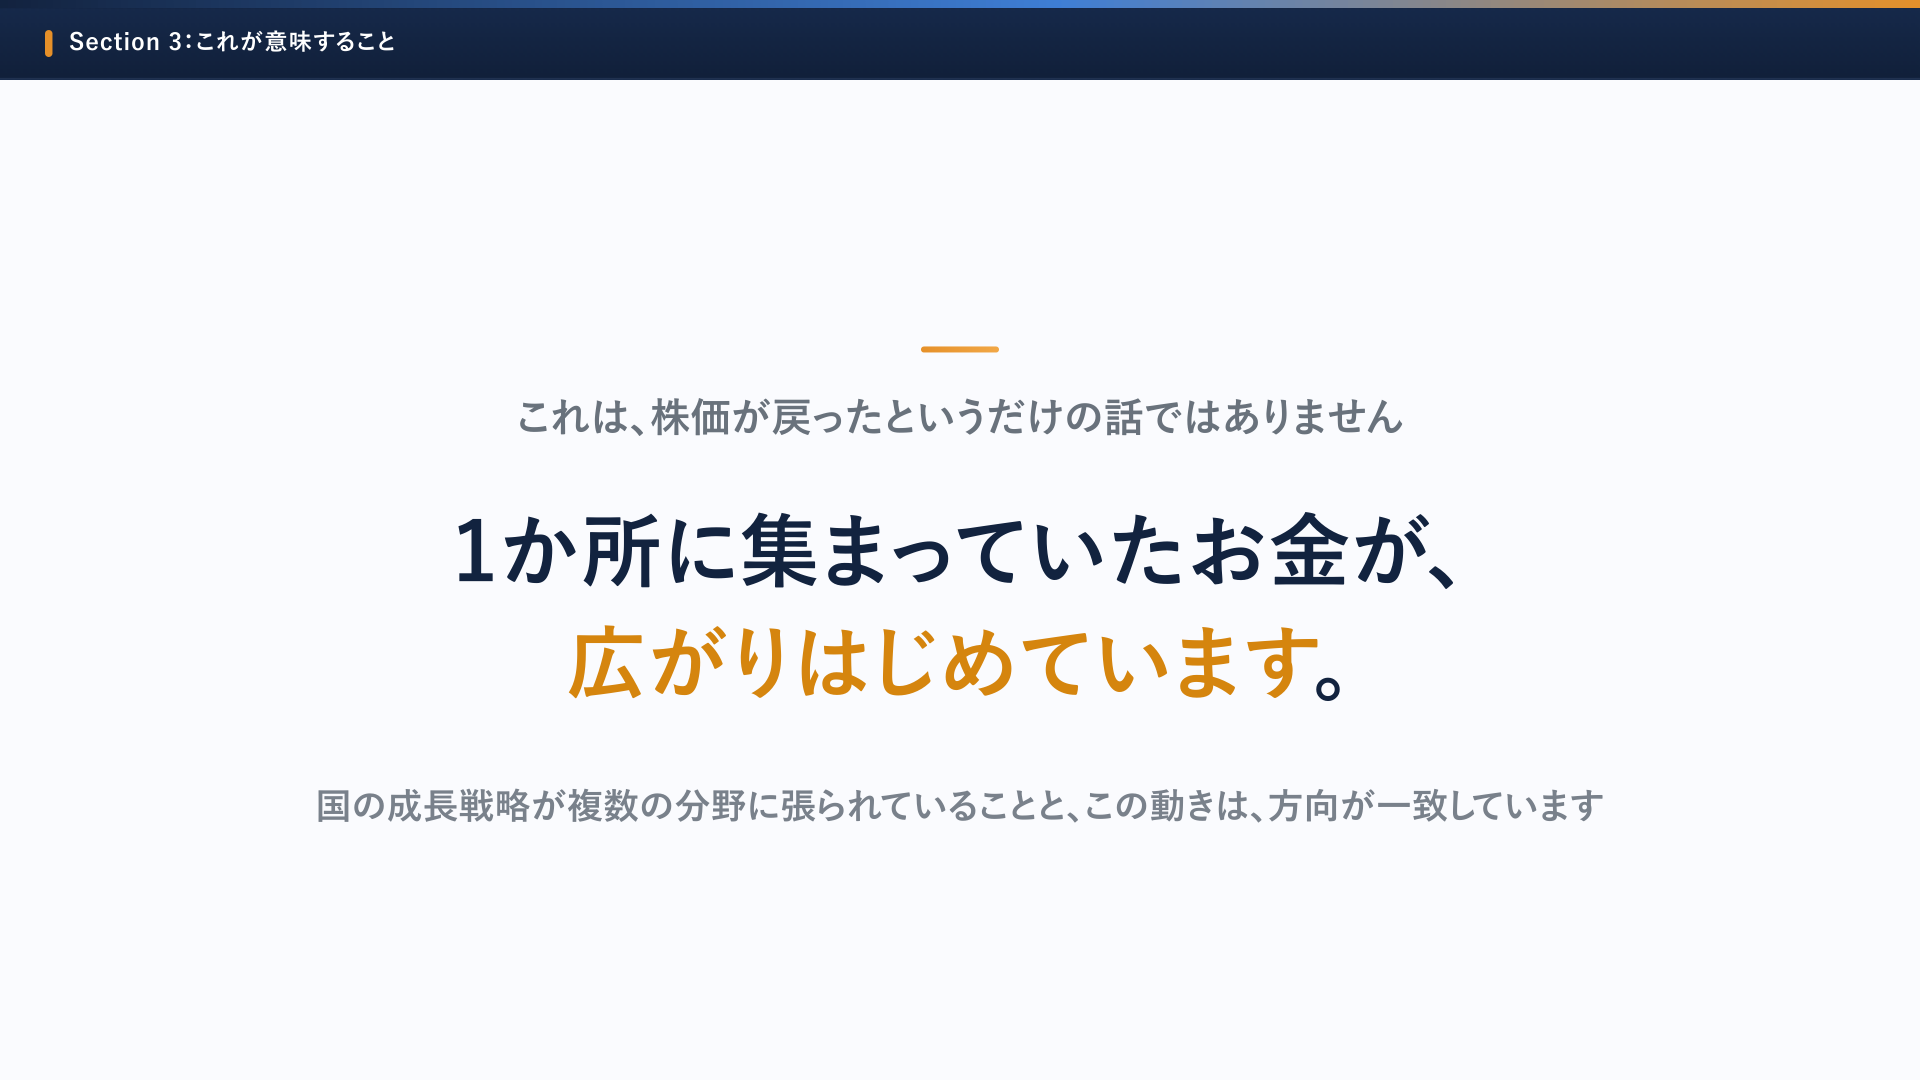 Section 3：これが意味すること
これは、株価が戻ったというだけの話ではありません
1か所に集まっていたお金が、
広がりはじめています。
国の成長戦略が複数の分野に張られていることと、この動きは、方向が一致しています